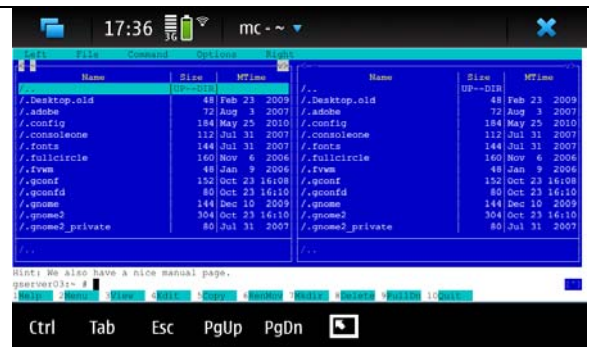 17:36 3G mc - ~
Left File Command Options Right
Name Size MTime Name Size MTime
/.. UP--DIR /.. UP--DIR
/.Desktop.old 48 Feb 23 2009 /.Desktop.old 48 Feb 23 2009
/.adobe 72 Aug 3 2007 /.adobe 72 Aug 3 2007
/.config 184 May 25 2010 /.config 184 May 25 2010
/.consoleone 112 Jul 31 2007 /.consoleone 112 Jul 31 2007
/.fonts 144 Jul 31 2007 /.fonts 144 Jul 31 2007
/.fullcircle 160 Nov 6 2006 /.fullcircle 160 Nov 6 2006
/.fvwm 48 Jan 9 2006 /.fvwm 48 Jan 9 2006
/.gconf 152 Oct 23 16:08 /.gconf 152 Oct 23 16:08
/.gconfd 80 Oct 23 16:10 /.gconfd 80 Oct 23 16:10
/.gnome 144 Dec 10 2009 /.gnome 144 Dec 10 2009
/.gnome2 304 Oct 23 16:10 /.gnome2 304 Oct 23 16:10
/.gnome2_private 80 Jul 31 2007 /.gnome2_private 80 Jul 31 2007
/.. /..
Hint: We also have a nice manual page.
gserver03:~ #
1Help 2Menu 3View 4Edit 5Copy 6RenMov 7Mkdir 8Delete 9PullDn 10Quit
Ctrl Tab Esc PgUp PgDn